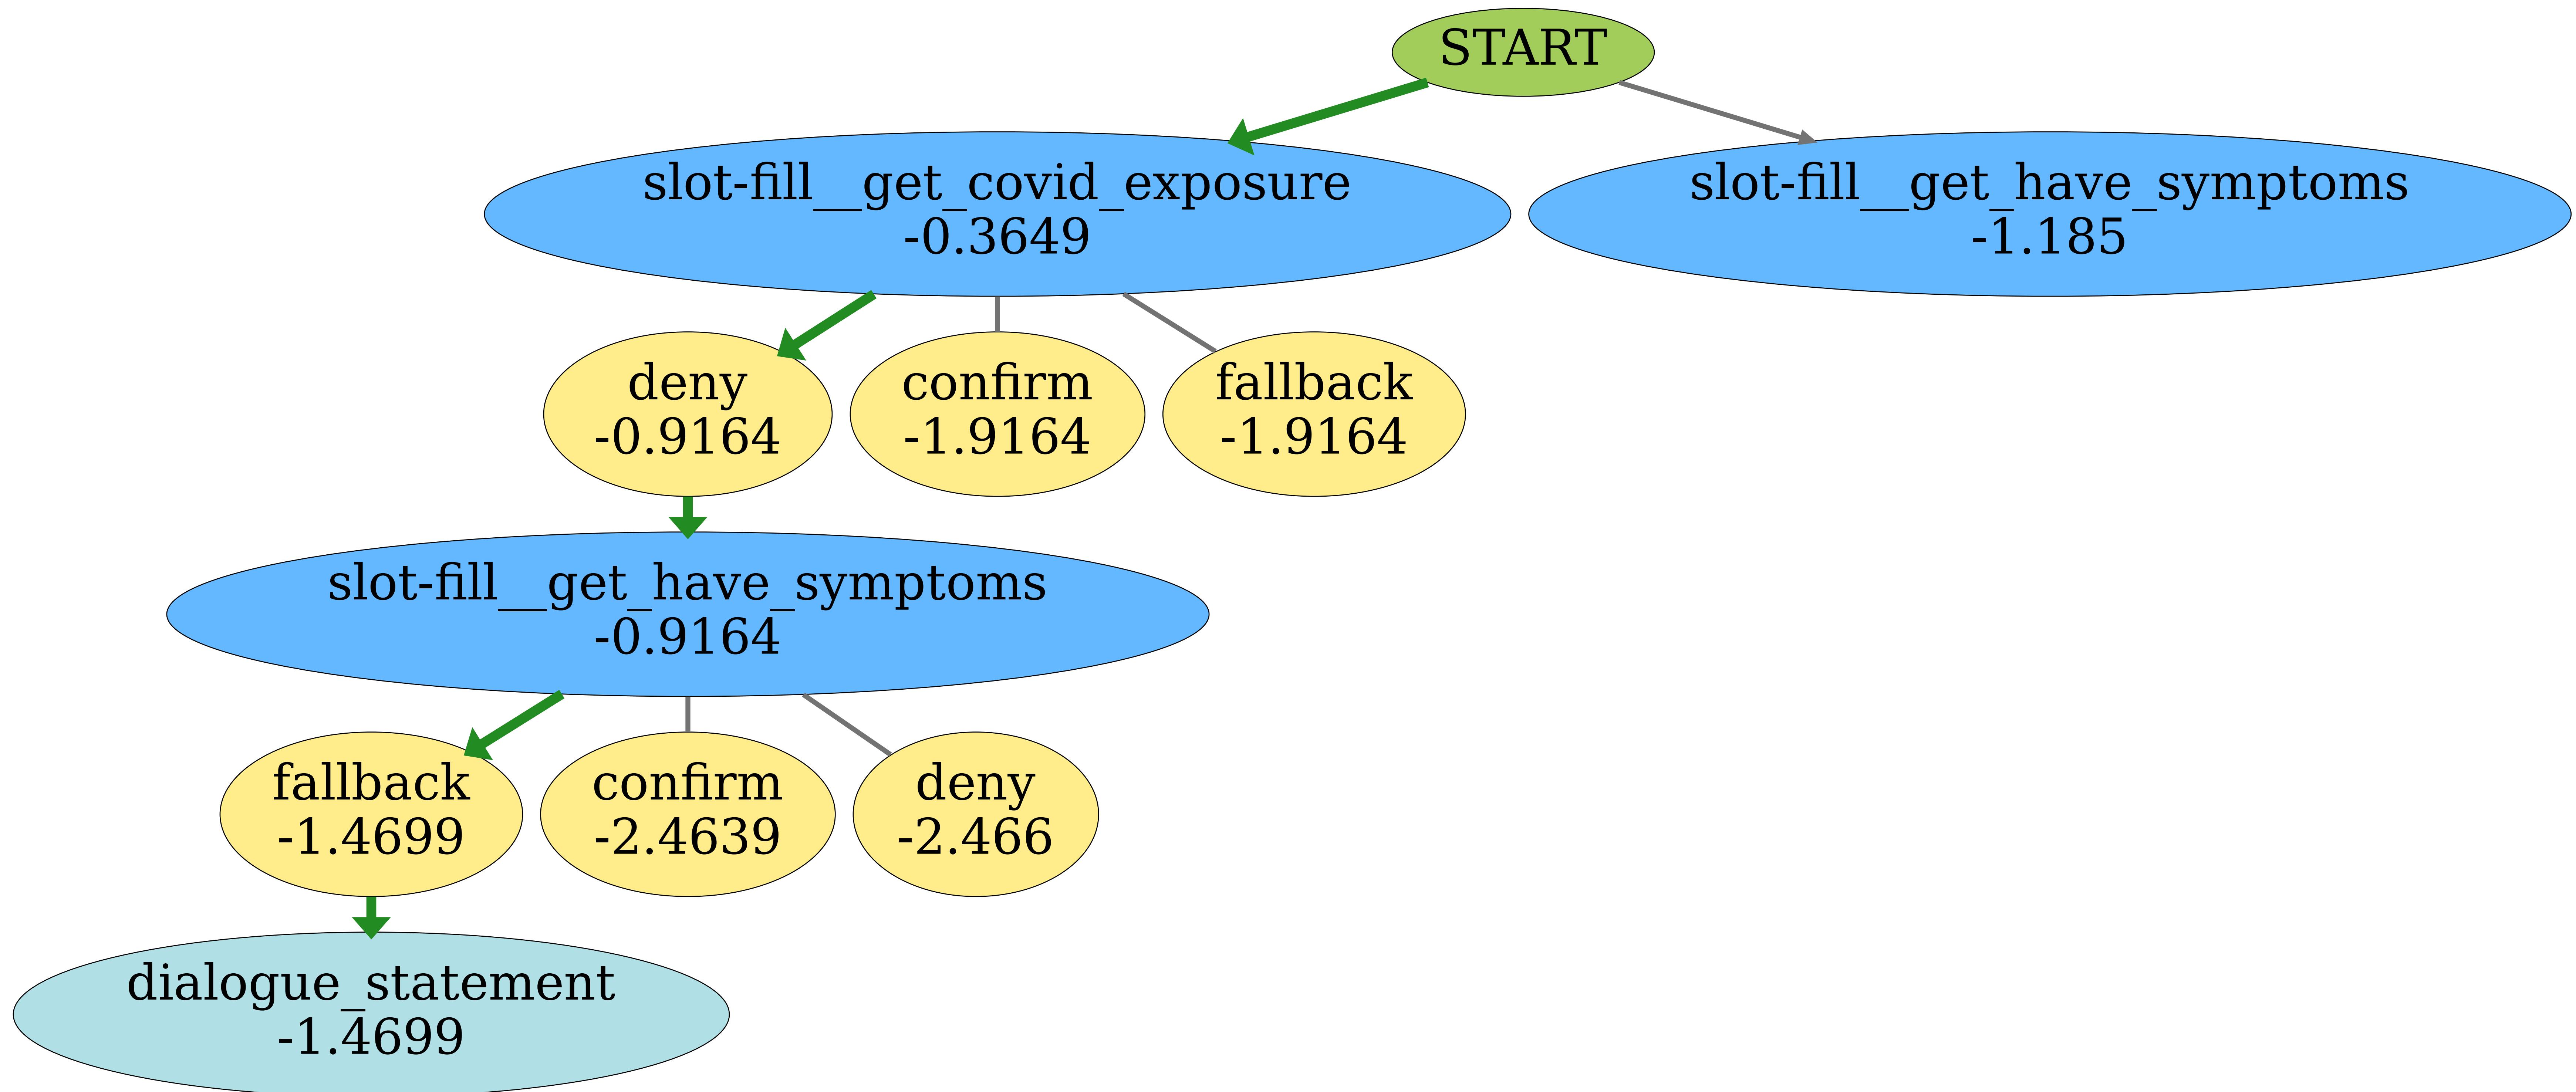 START
slot-fill__get_covid_exposure
-0.3649
slot-fill__get_have_symptoms
-1.185
deny
-0.9164
confirm
-1.9164
fallback
-1.9164
slot-fill__get_have_symptoms
-0.9164
fallback
-1.4699
confirm
-2.4639
deny
-2.466
dialogue_statement
-1.4699